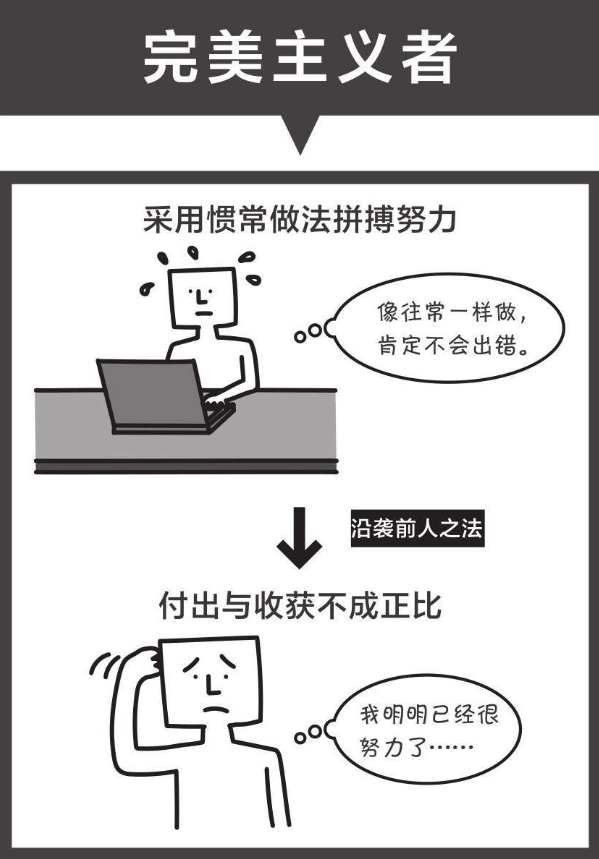 完美主义者
采用惯常做法拼搏努力
像往常一样做，
肯定不会出错。
沿袭前人之法
付出与收获不成正比
我明明已经很
努力了……